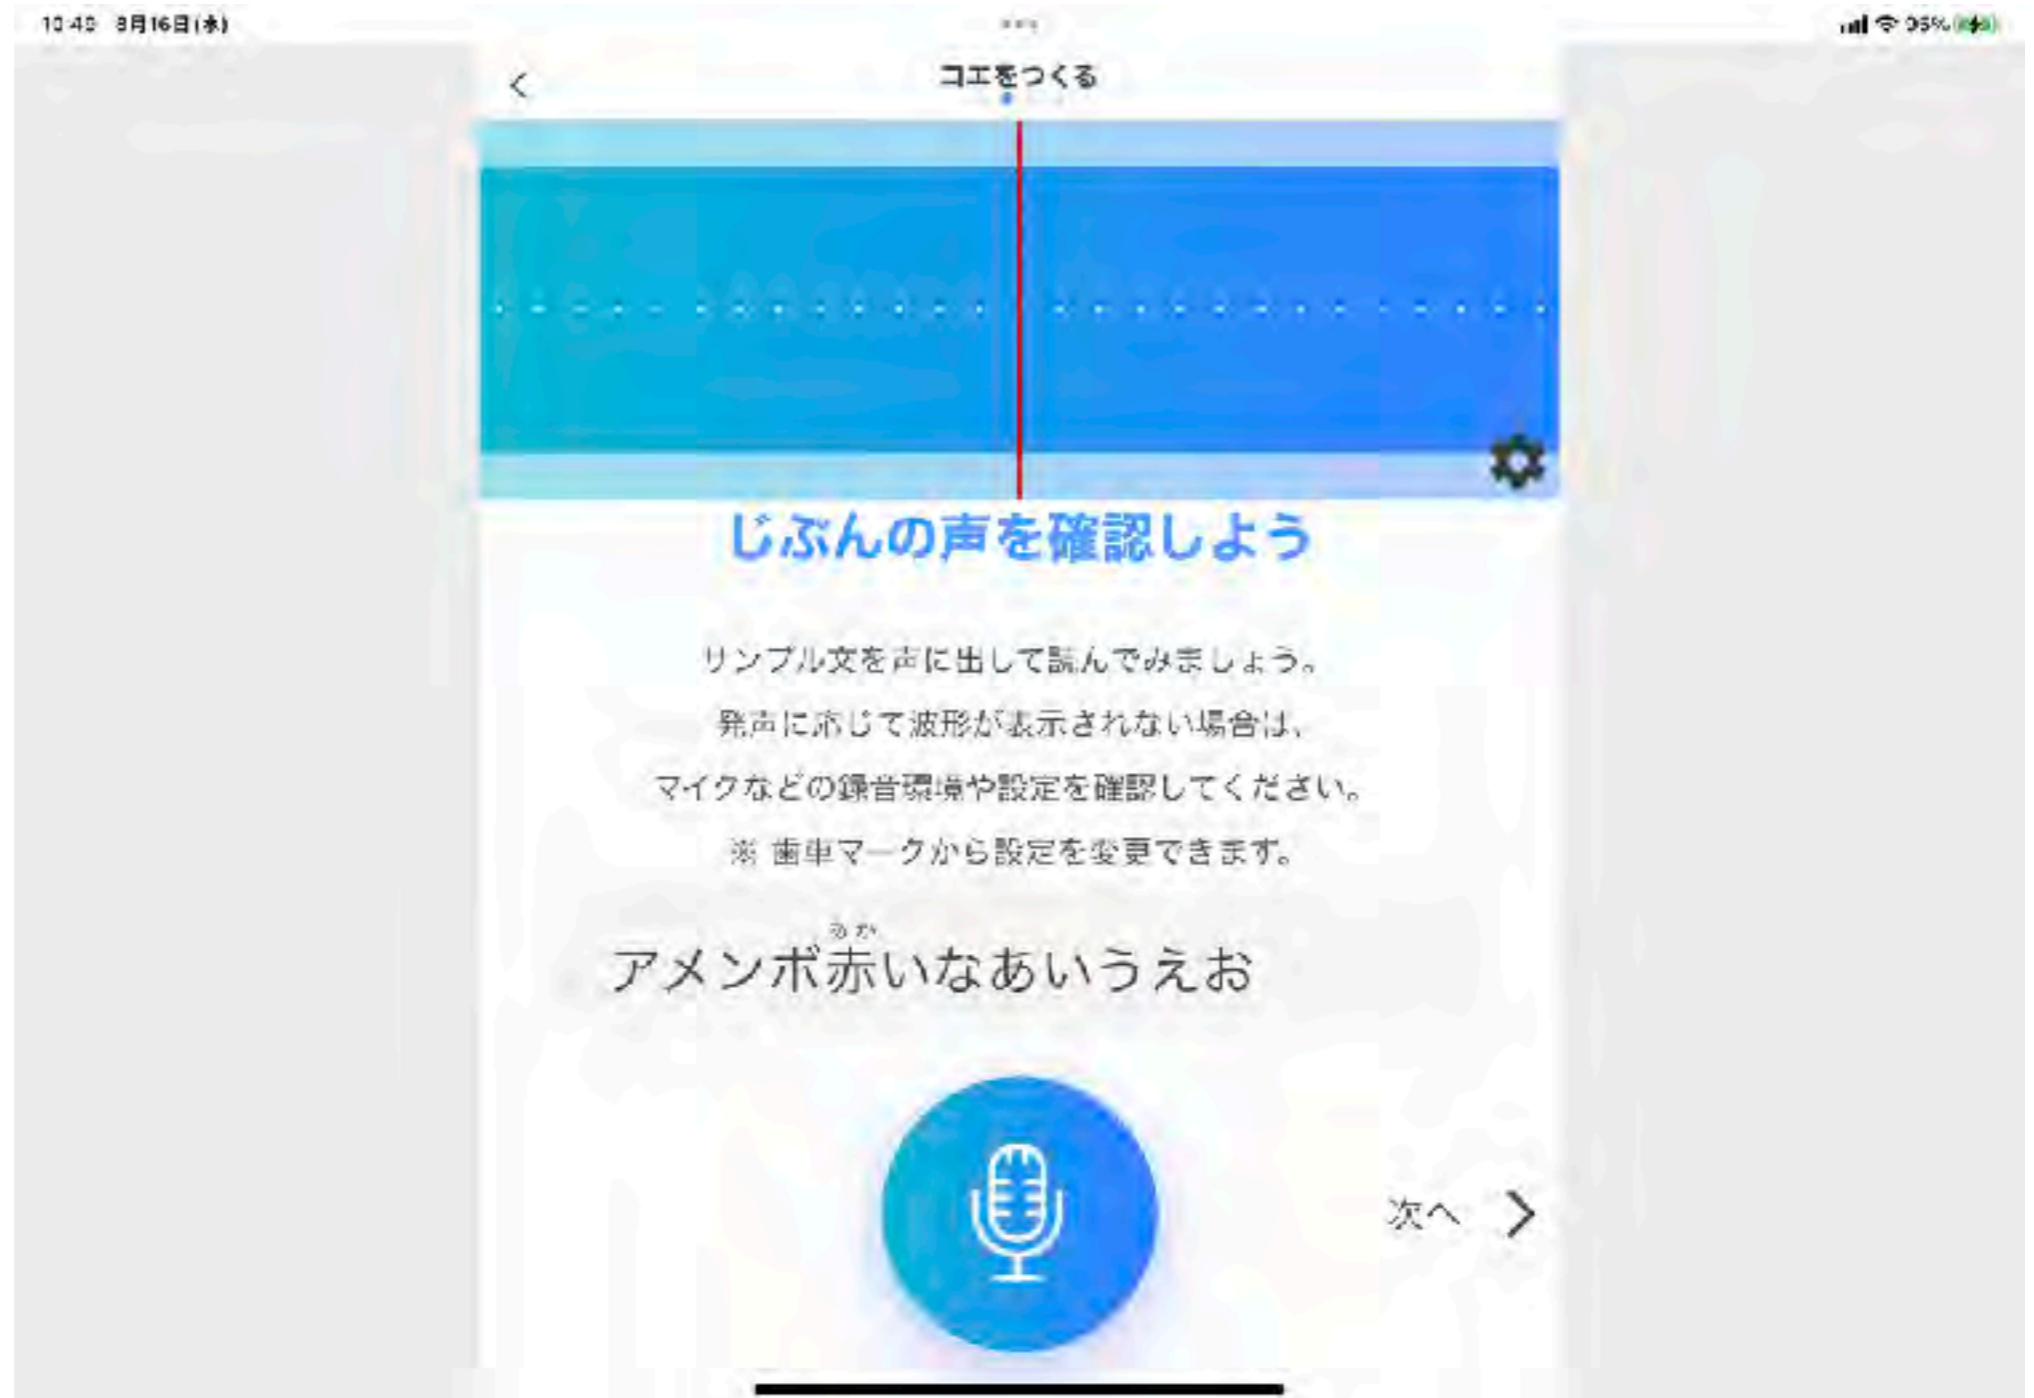 10:49 8月16日(水)
95%
コエをつくる
じぶんの声を確認しよう
サンプル文を声に出して読んでみましょう。
発声に応じて波形が表示されない場合は、
マイクなどの録音環境や設定を確認してください。
※ 歯車マークから設定を変更できます。
あか
アメンボ赤いなあいうえお
次へ